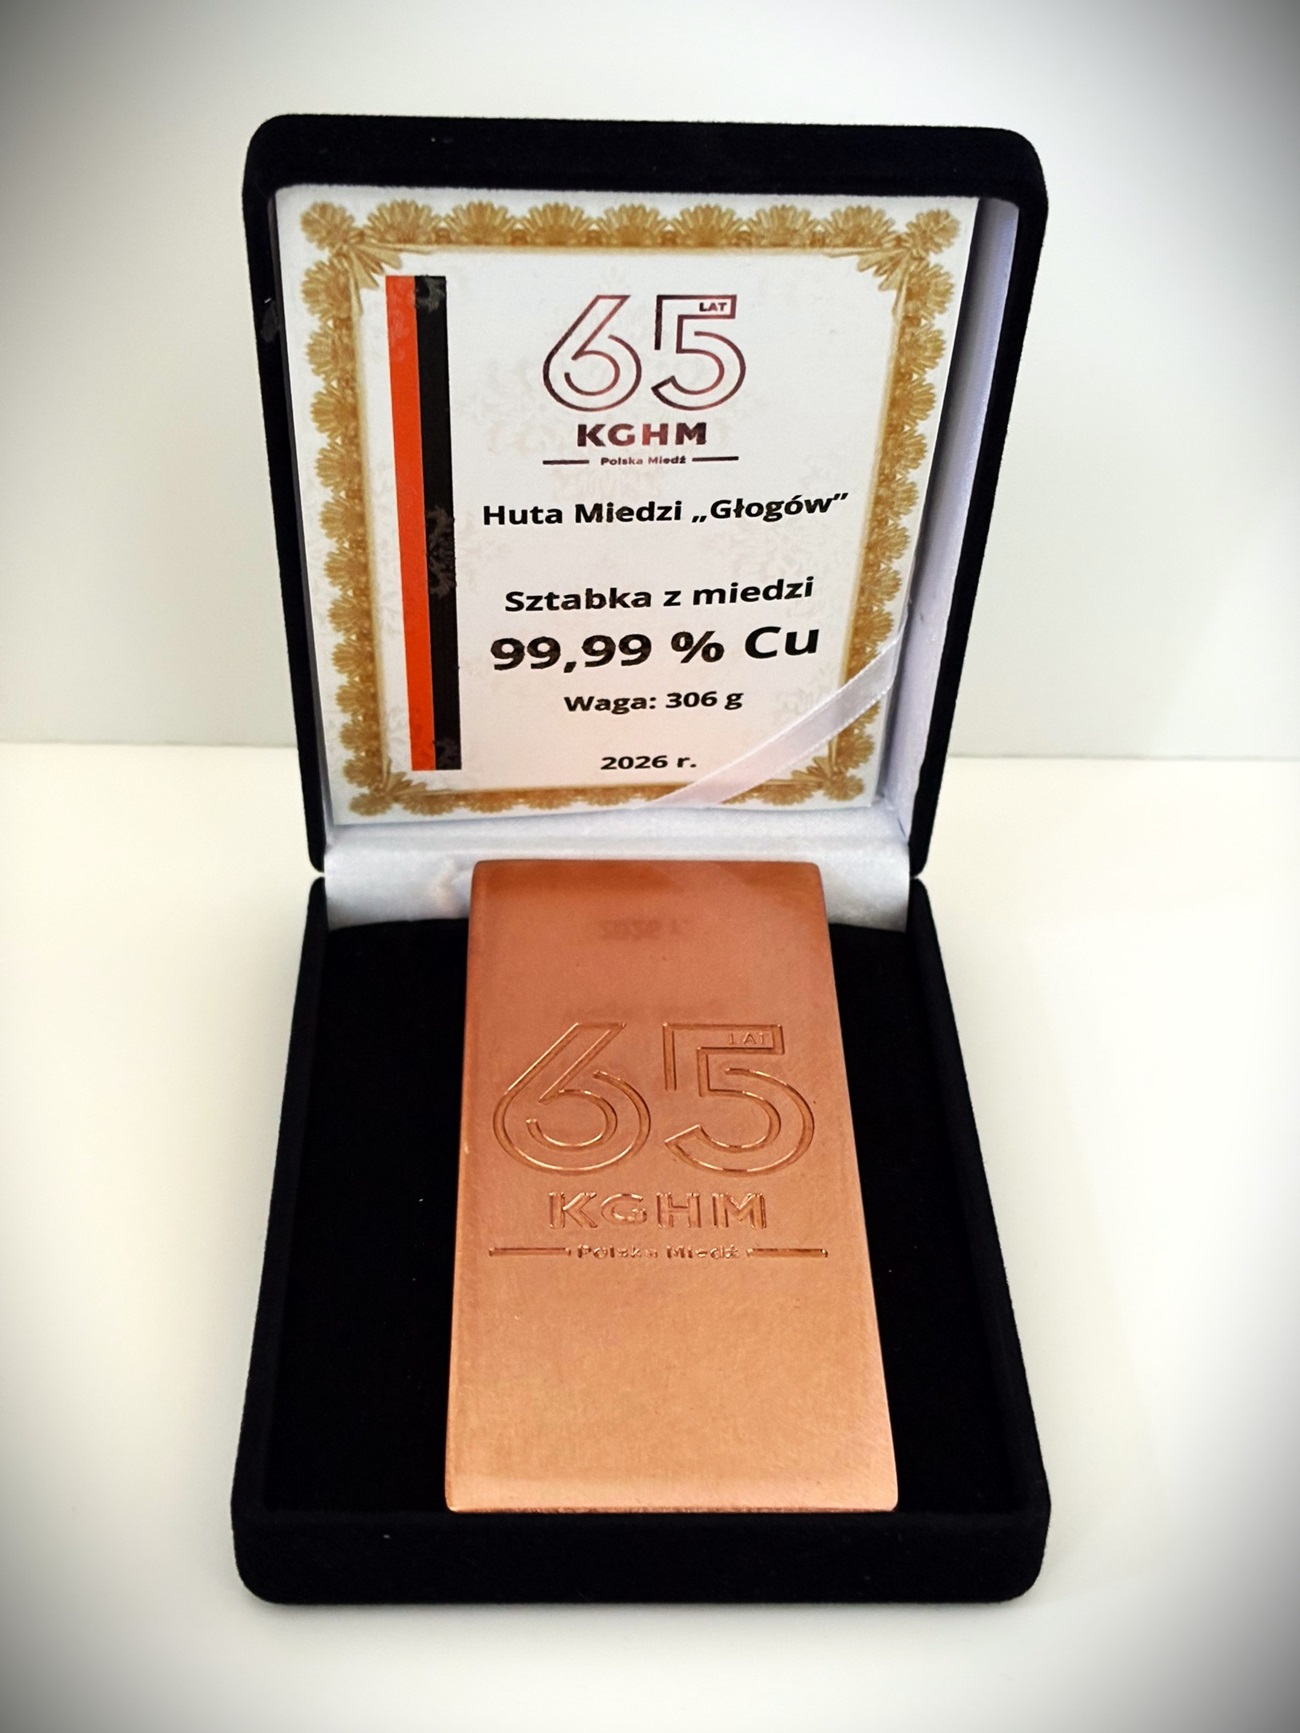 65 LAT
KGHM
Polska Miedź
Huta Miedzi „Głogów”
Sztabka z miedzi
99,99 % Cu
Waga: 306 g
2026 r.
65 LAT
KGHM
Polska Miedź